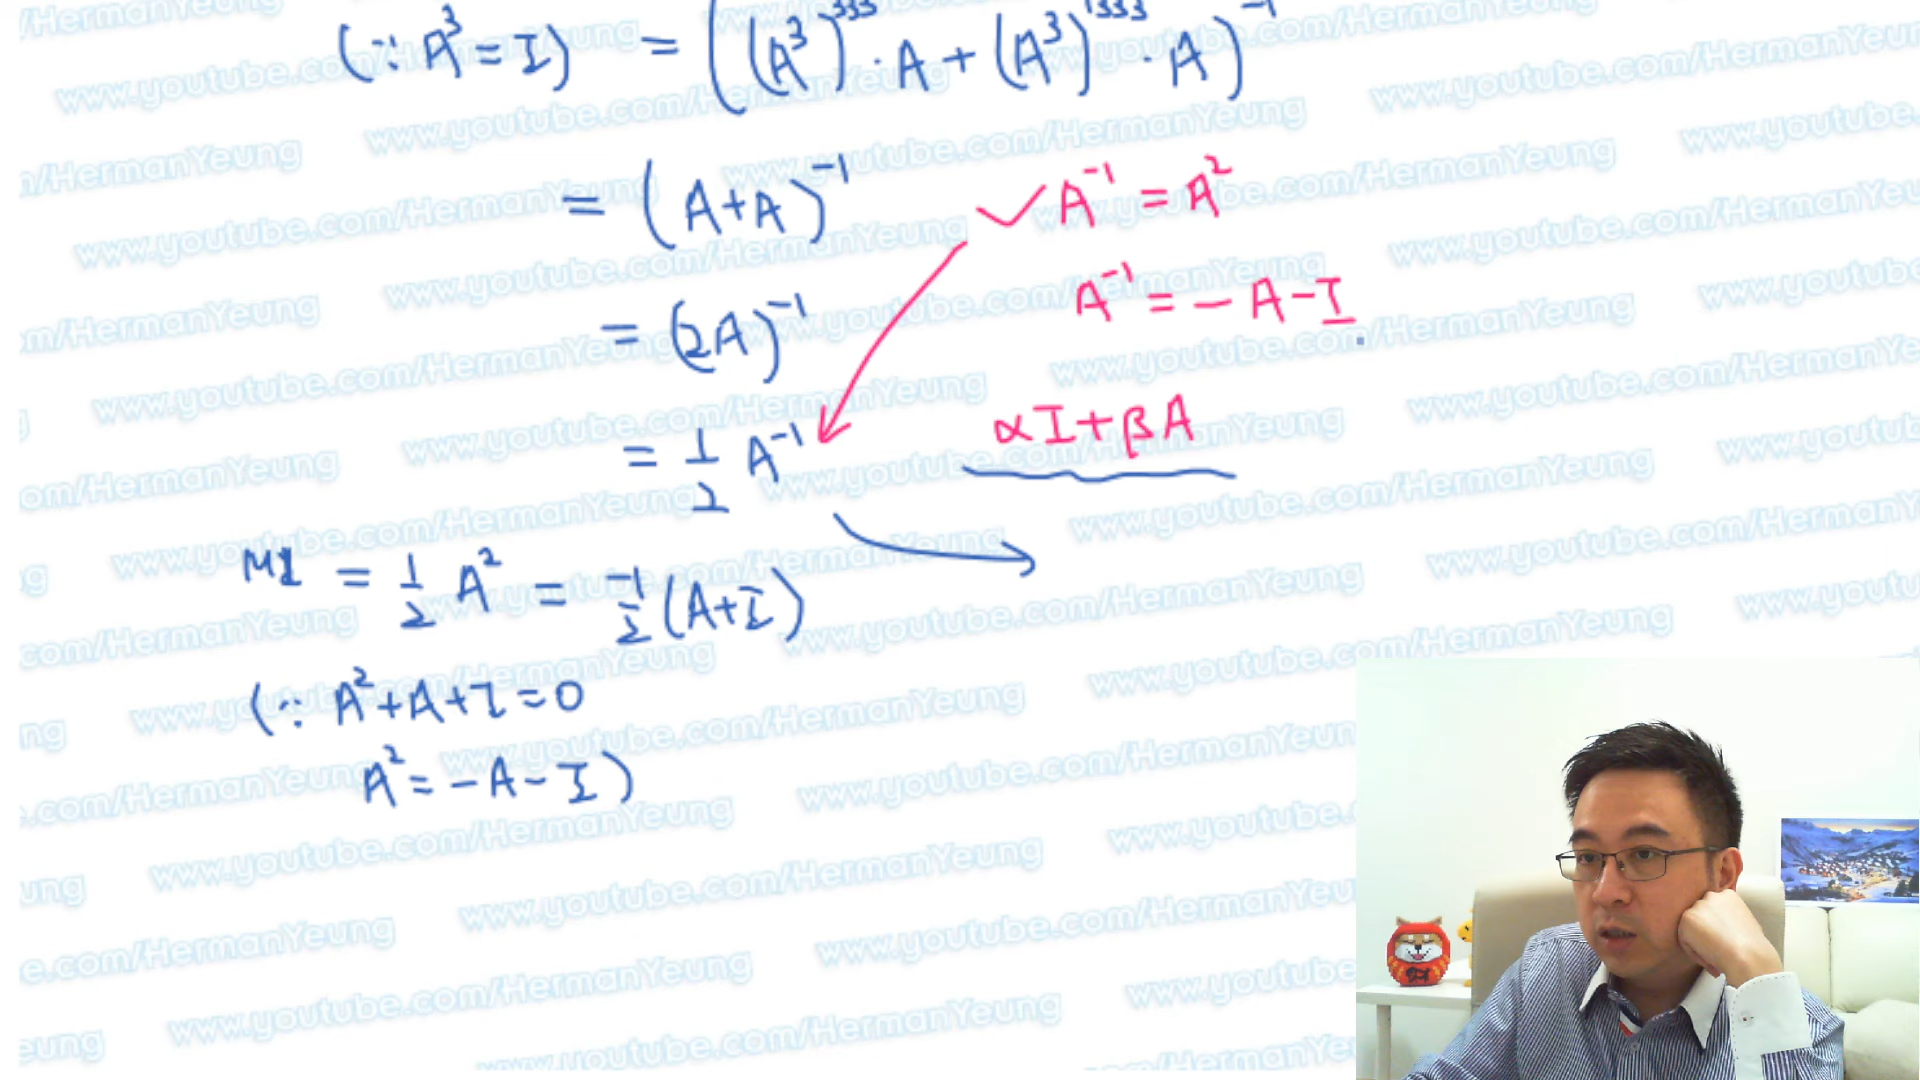 (∵ A³ = I) = ((A³)³³³ · A + (A³)¹³³³ · A)⁻¹
= (A+A)⁻¹
✓ A⁻¹ = A²
= (2A)⁻¹
A⁻¹ = -A-I
= 1/2 A⁻¹
αI+βA
M1 = 1/2 A² = -1/2 (A+I)
(∵ A²+A+I=0
A² = -A-I)
www.youtube.com/HermanYeung